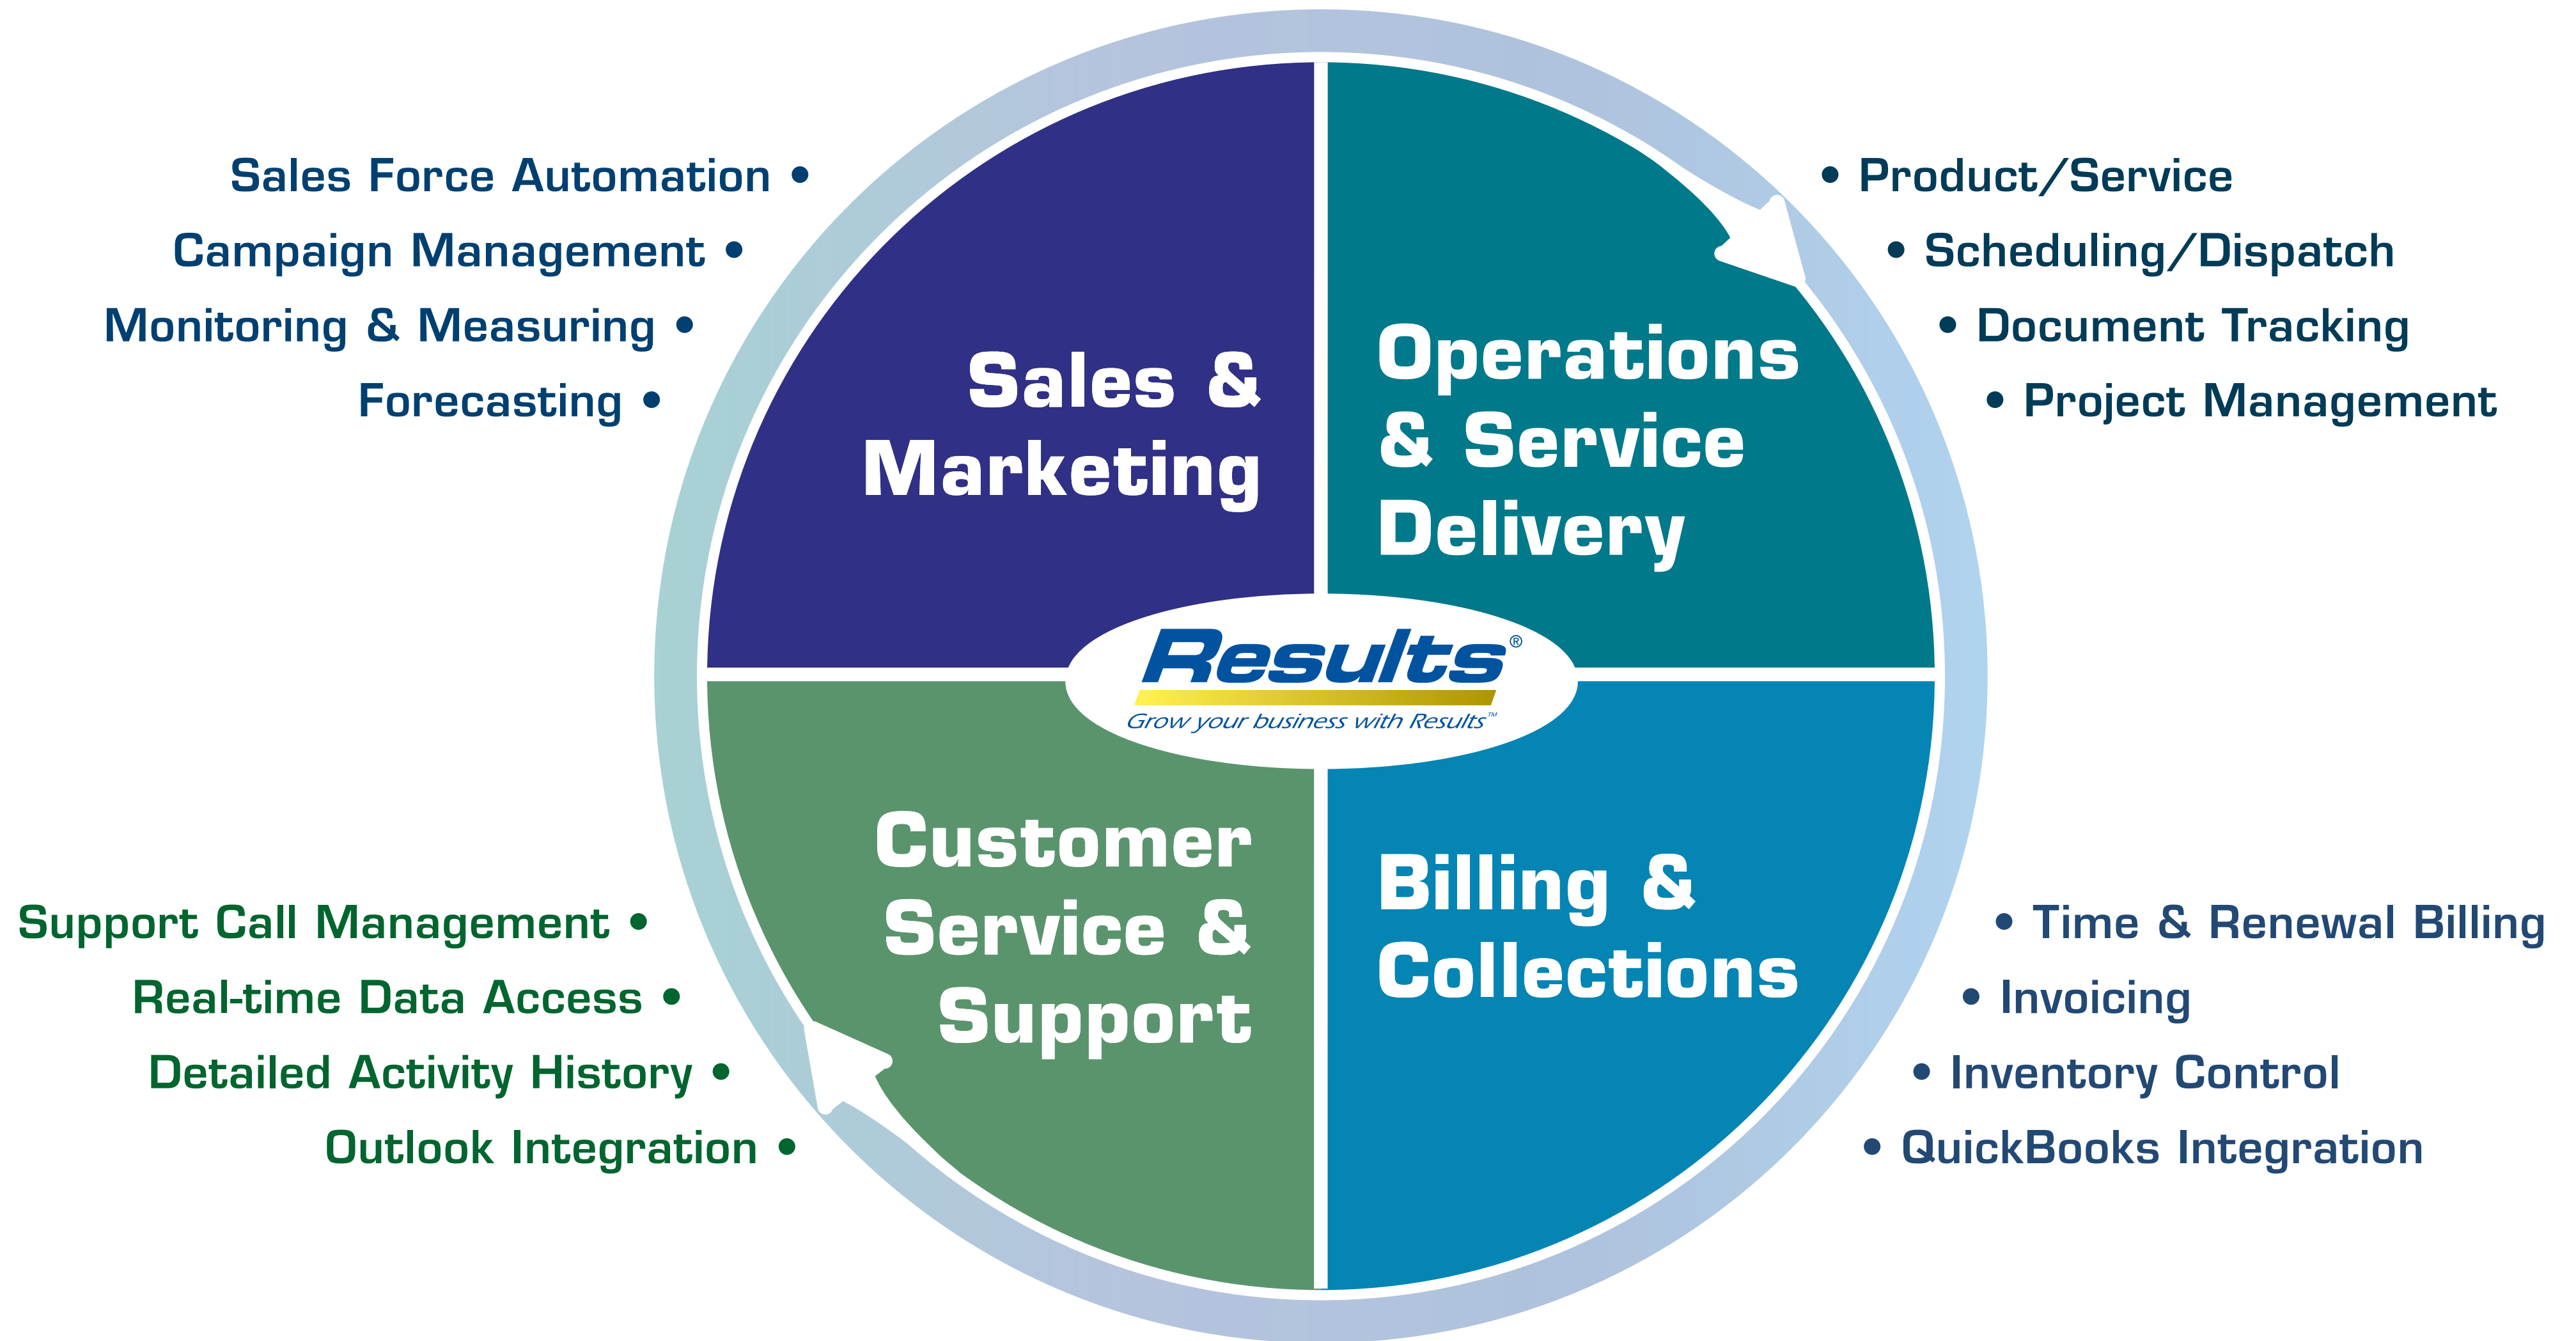 Sales Force Automation •
Campaign Management •
Monitoring & Measuring •
Forecasting •
Sales &
Marketing
Operations
& Service
Delivery
• Product/Service
• Scheduling/Dispatch
• Document Tracking
• Project Management
Results®
Grow your business with Results™
Support Call Management •
Real-time Data Access •
Detailed Activity History •
Outlook Integration •
Customer
Service &
Support
Billing &
Collections
• Time & Renewal Billing
• Invoicing
• Inventory Control
• QuickBooks Integration